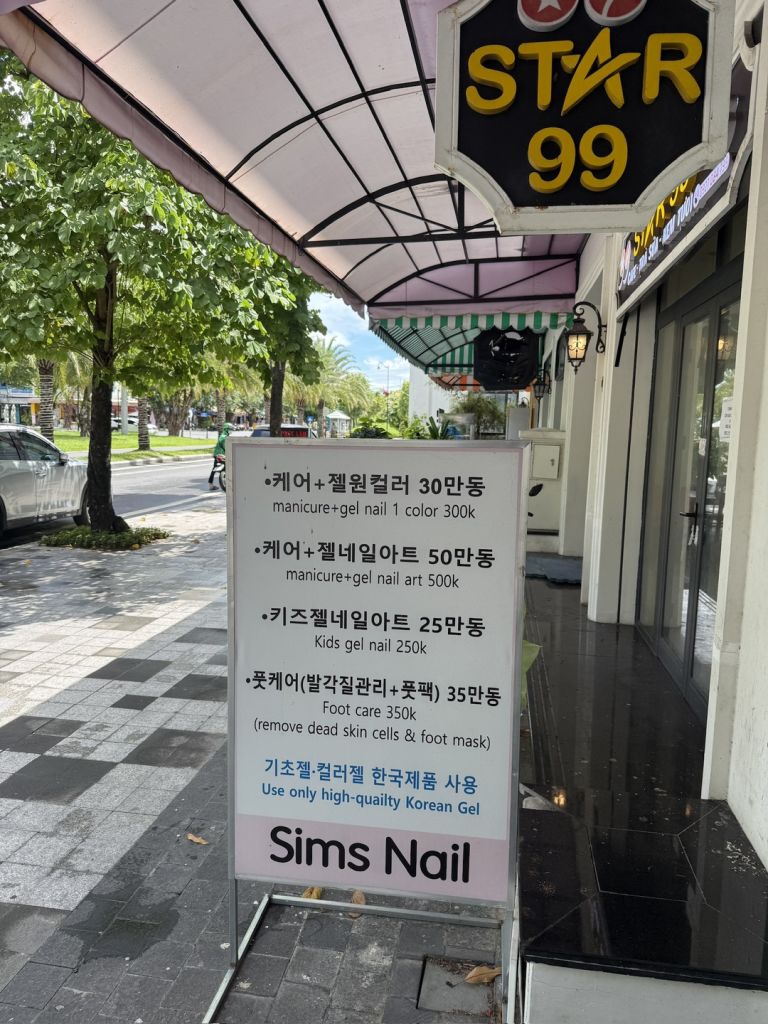 STAR
99
STAR 99
•케어+젤원컬러 30만동
manicure+gel nail 1 color 300k
•케어+젤네일아트 50만동
manicure+gel nail art 500k
•키즈젤네일아트 25만동
Kids gel nail 250k
•풋케어(발각질관리+풋팩) 35만동
Foot care 350k
(remove dead skin cells & foot mask)
기초젤·컬러젤 한국제품 사용
Use only high-quailty Korean Gel
Sims Nail